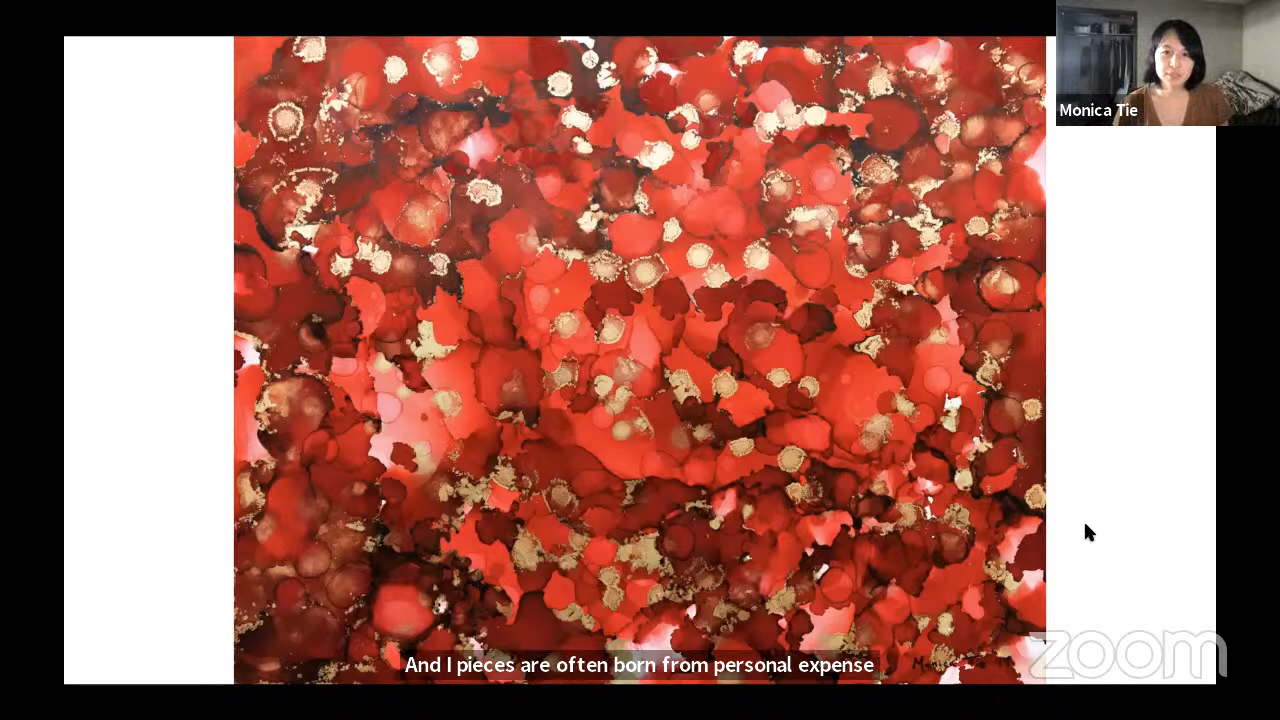 Monica Tie
And I pieces are often born from personal expense
zoom